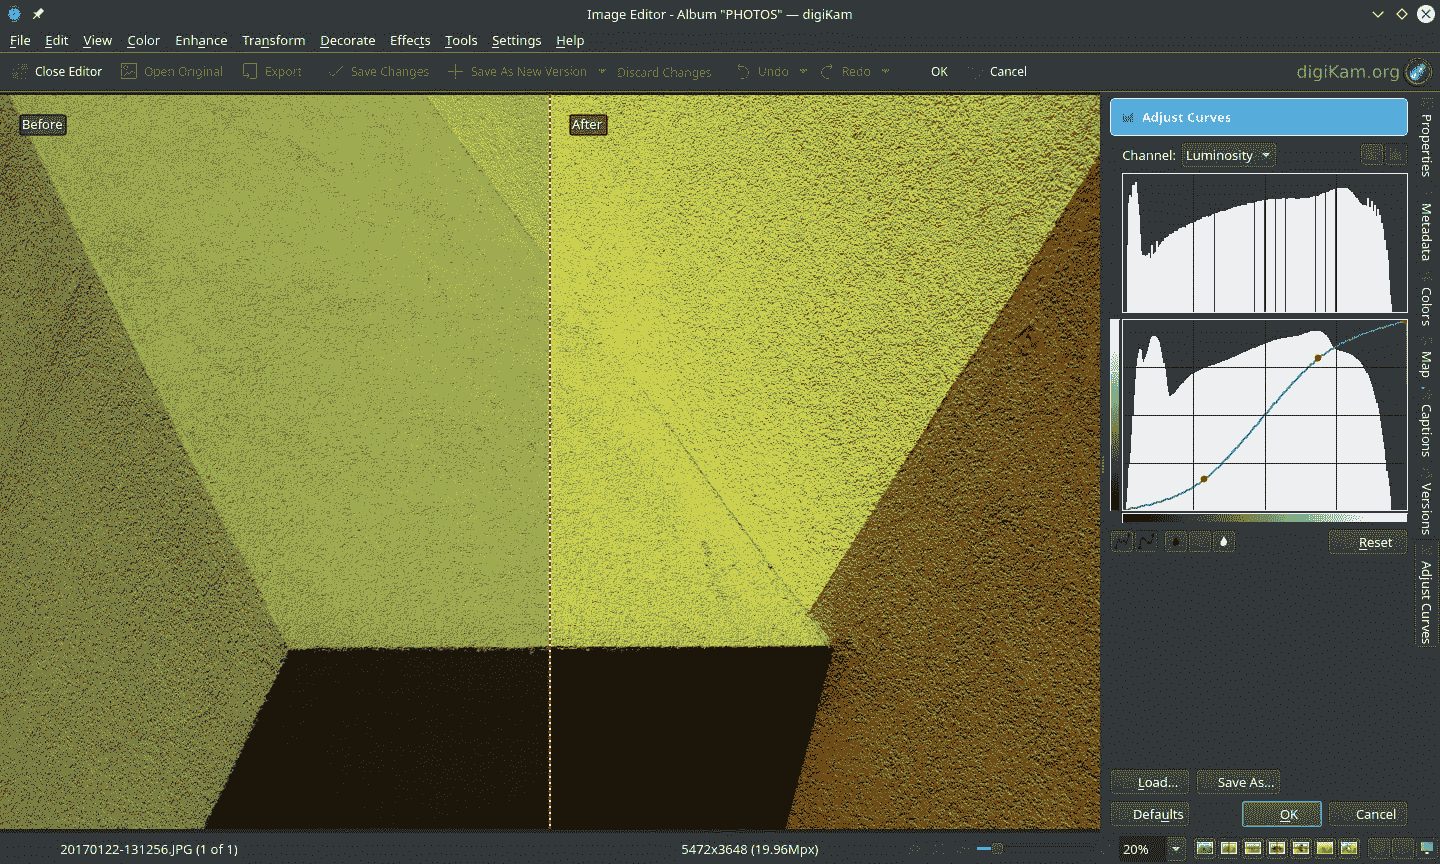 Image Editor - Album "PHOTOS" — digiKam
File Edit View Color Enhance Transform Decorate Effects Tools Settings Help
Close Editor Open Original Export Save Changes Save As New Version Discard Changes Undo Redo OK Cancel digiKam.org
Before After
Adjust Curves
Channel: Luminosity
Reset
Load... Save As...
Defaults OK Cancel
Properties
Metadata
Colors
Map
Captions
Versions
Adjust Curves
20170122-131256.JPG (1 of 1) 5472x3648 (19.96Mpx) 20%